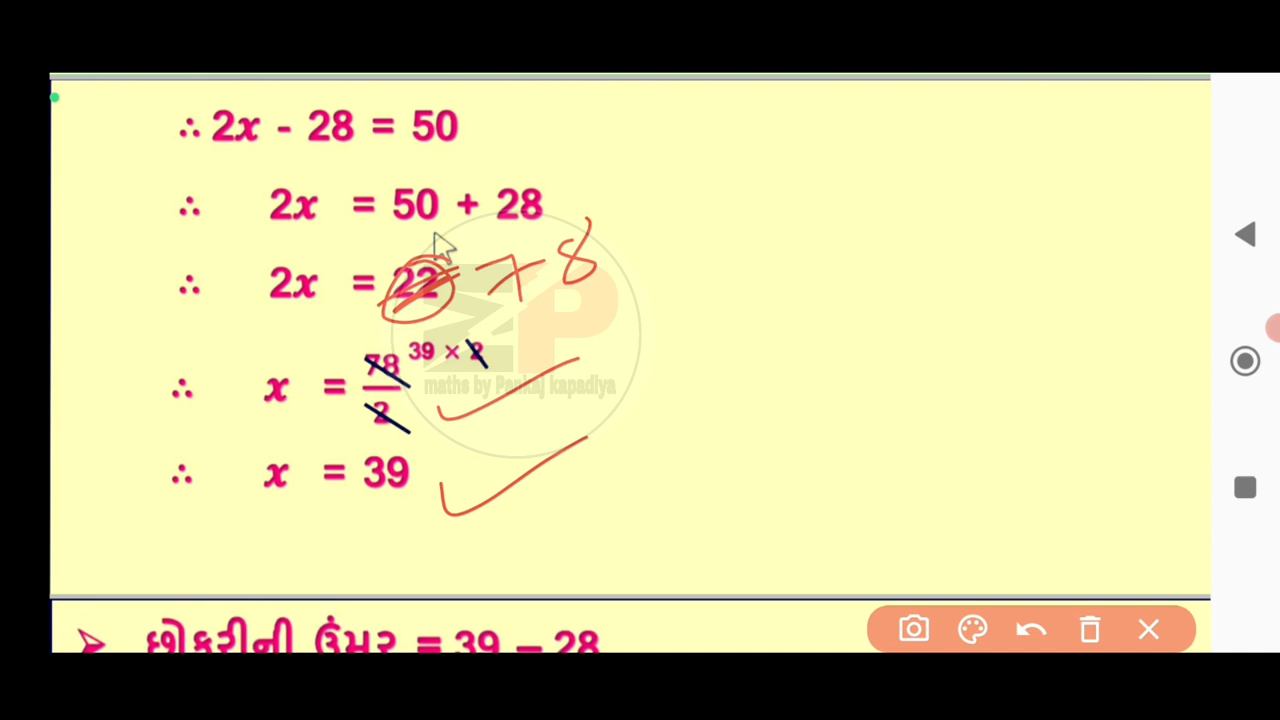 ∴ 2x - 28 = 50
∴ 2x = 50 + 28
∴ 2x = 22 78
∴ x = 78/2 39 × 2
maths by Pankaj kapadiya
∴ x = 39
➢ છોકરીની ઉંમર = 39 – 28